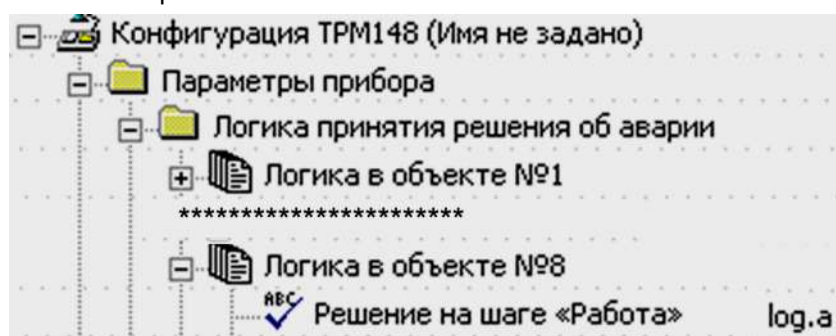 Конфигурация ТРМ148 (Имя не задано)
Параметры прибора
Логика принятия решения об аварии
Логика в объекте №1
***********************
Логика в объекте №8
ABC Решение на шаге «Работа» log.a